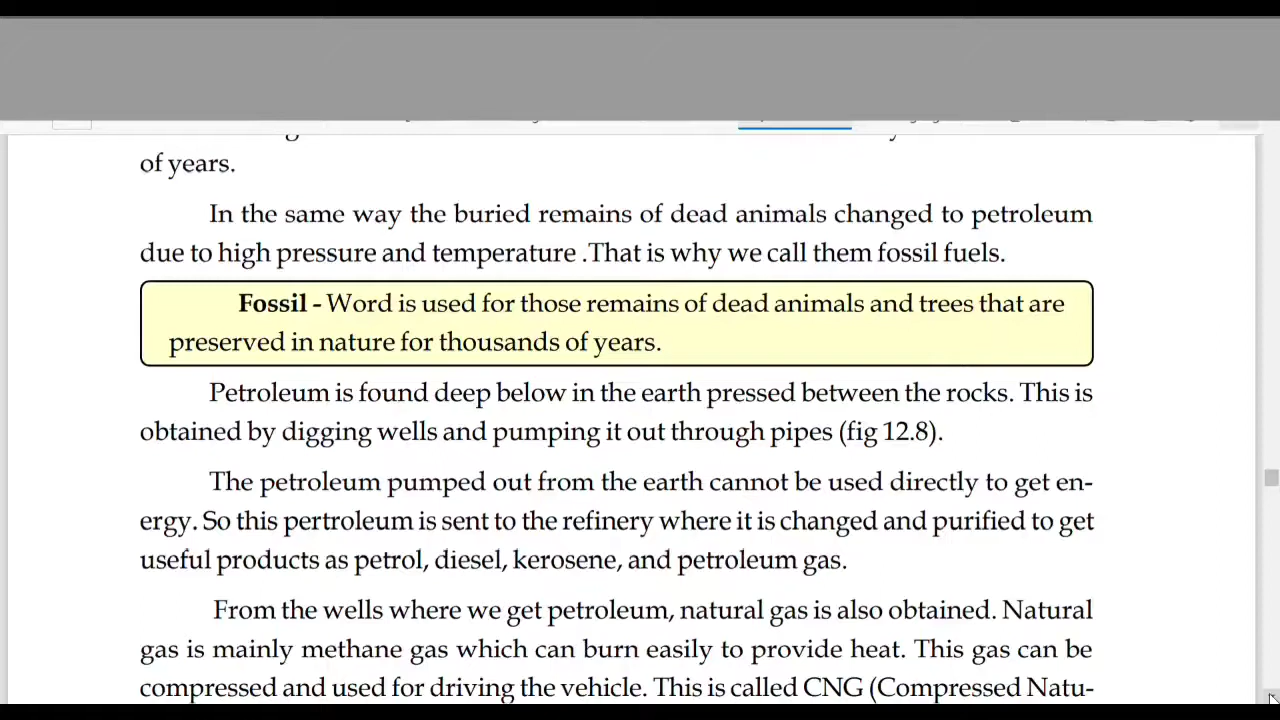 of years.
In the same way the buried remains of dead animals changed to petroleum
due to high pressure and temperature .That is why we call them fossil fuels.
Fossil - Word is used for those remains of dead animals and trees that are
preserved in nature for thousands of years.
Petroleum is found deep below in the earth pressed between the rocks. This is
obtained by digging wells and pumping it out through pipes (fig 12.8).
The petroleum pumped out from the earth cannot be used directly to get en-
ergy. So this pertroleum is sent to the refinery where it is changed and purified to get
useful products as petrol, diesel, kerosene, and petroleum gas.
From the wells where we get petroleum, natural gas is also obtained. Natural
gas is mainly methane gas which can burn easily to provide heat. This gas can be
compressed and used for driving the vehicle. This is called CNG (Compressed Natu-